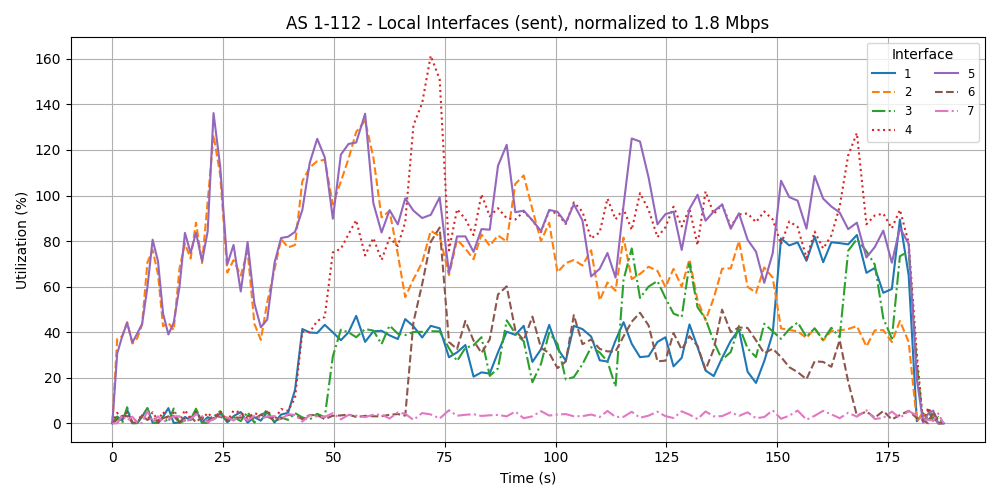 AS 1-112 - Local Interfaces (sent), normalized to 1.8 Mbps
Utilization (%)
160
140
120
100
80
60
40
20
0
0 25 50 75 100 125 150 175
Time (s)
Interface
1 5
2 6
3 7
4